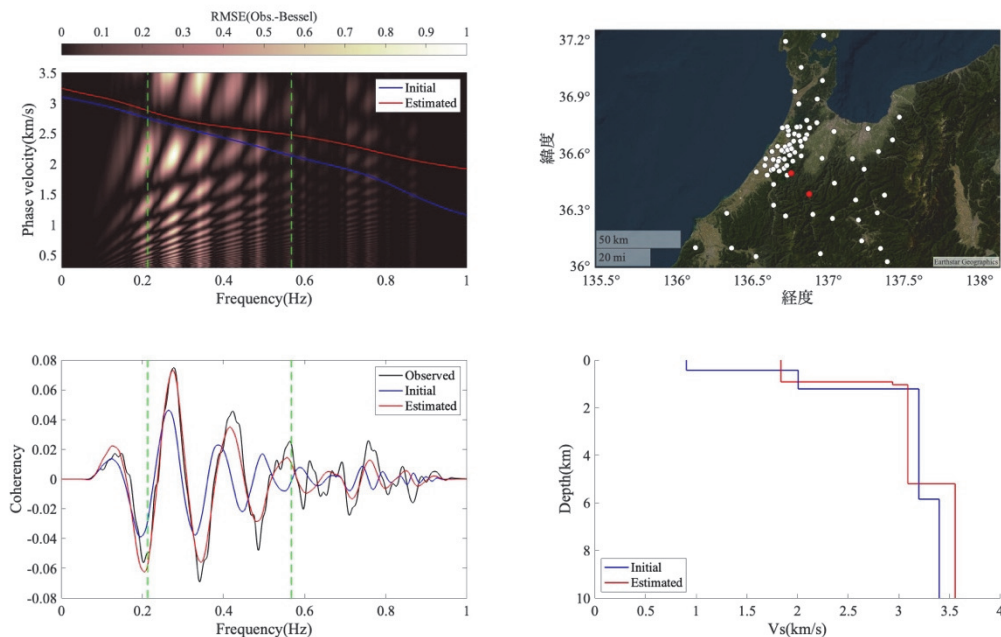 RMSE(Obs.-Bessel)
0 0.1 0.2 0.3 0.4 0.5 0.6 0.7 0.8 0.9 1
3.5
3
2.5
2
1.5
1
0.5
Phase velocity(km/s)
Initial
Estimated
0 0.2 0.4 0.6 0.8 1
Frequency(Hz)
37.2°
36.9°
36.6°
36.3°
36°
緯度
50 km
20 mi
Earthstar Geographics
135.5° 136° 136.5° 137° 137.5° 138°
経度
0.08
0.06
0.04
0.02
0
-0.02
-0.04
-0.06
-0.08
Coherency
Observed
Initial
Estimated
0 0.2 0.4 0.6 0.8 1
Frequency(Hz)
0
2
4
6
8
10
Depth(km)
Initial
Estimated
0 0.5 1 1.5 2 2.5 3 3.5 4
Vs(km/s)